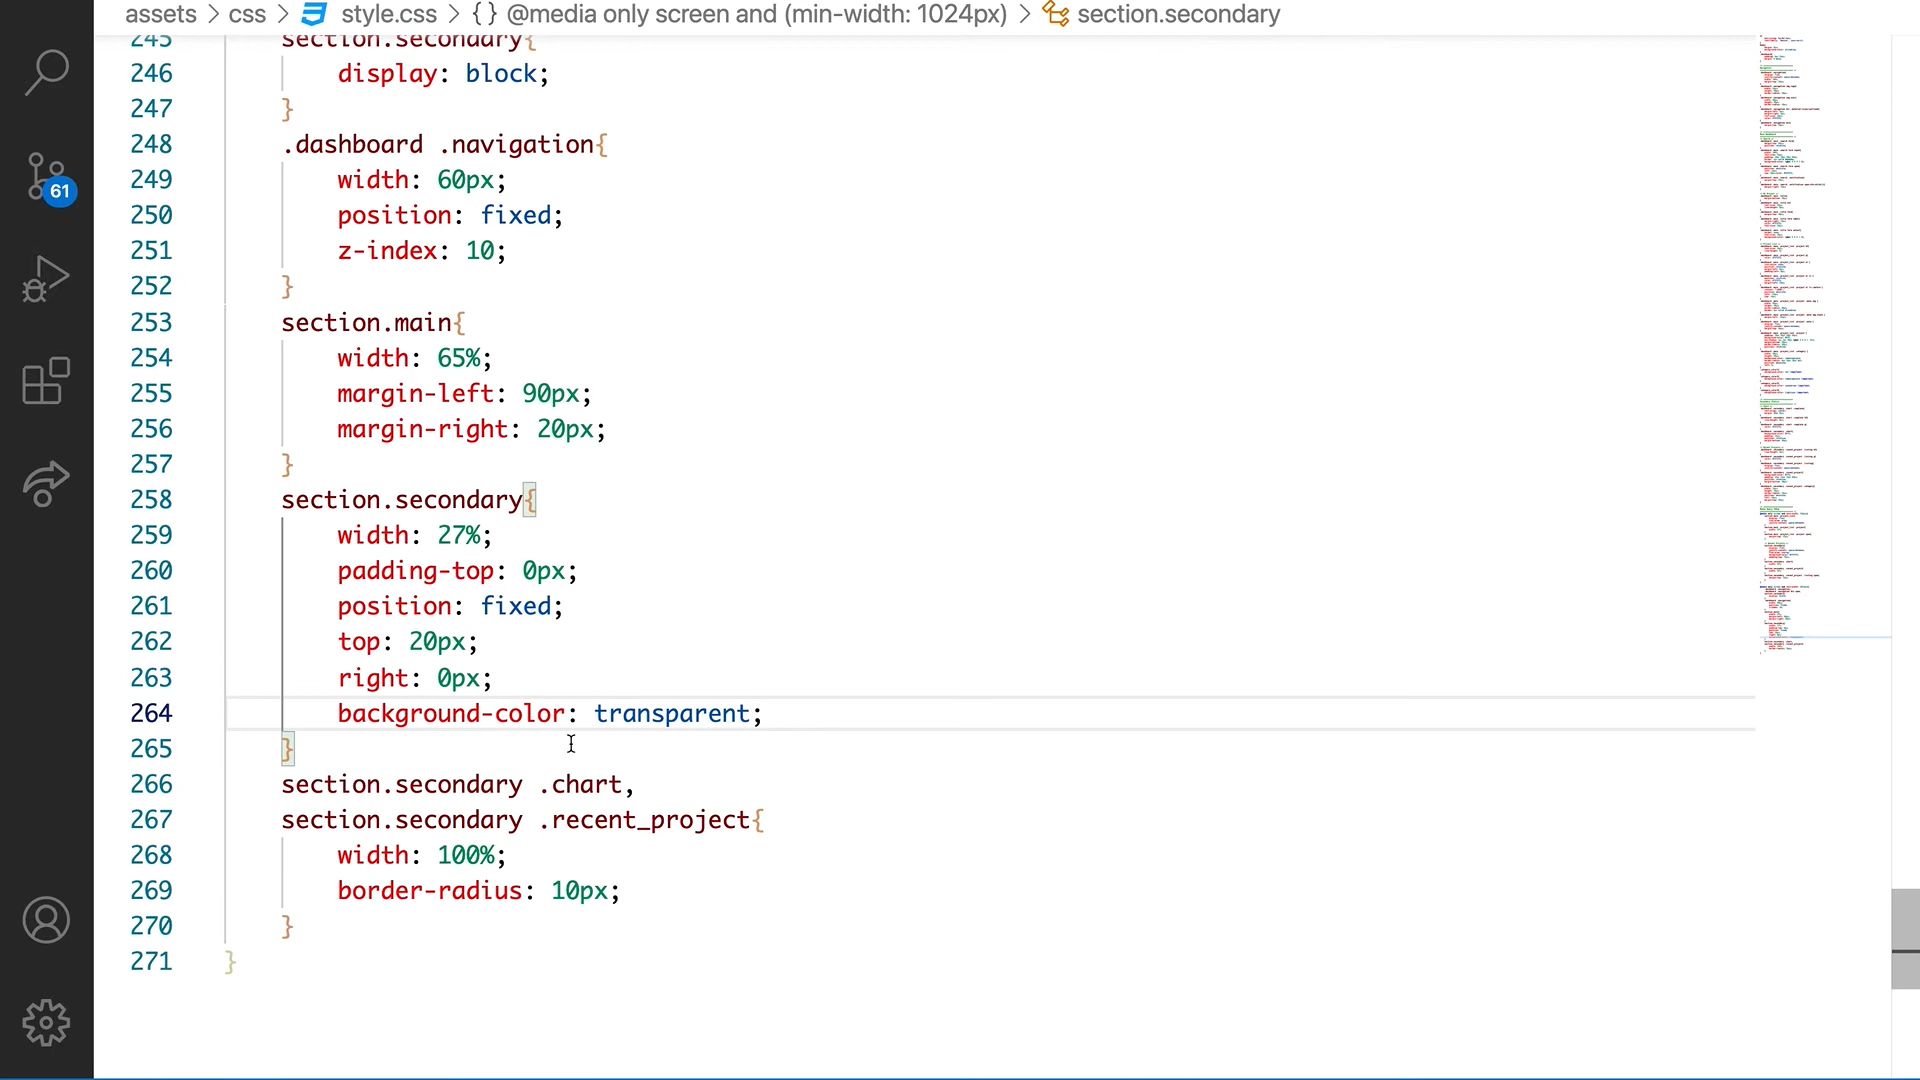 assets > css > style.css > {} @media only screen and (min-width: 1024px) > section.secondary
245 section.secondary{
246 display: block;
247 }
248 .dashboard .navigation{
249 width: 60px;
250 position: fixed;
251 z-index: 10;
252 }
253 section.main{
254 width: 65%;
255 margin-left: 90px;
256 margin-right: 20px;
257 }
258 section.secondary{
259 width: 27%;
260 padding-top: 0px;
261 position: fixed;
262 top: 20px;
263 right: 0px;
264 background-color: transparent;
265 }
266 section.secondary .chart,
267 section.secondary .recent_project{
268 width: 100%;
269 border-radius: 10px;
270 }
271 }
61